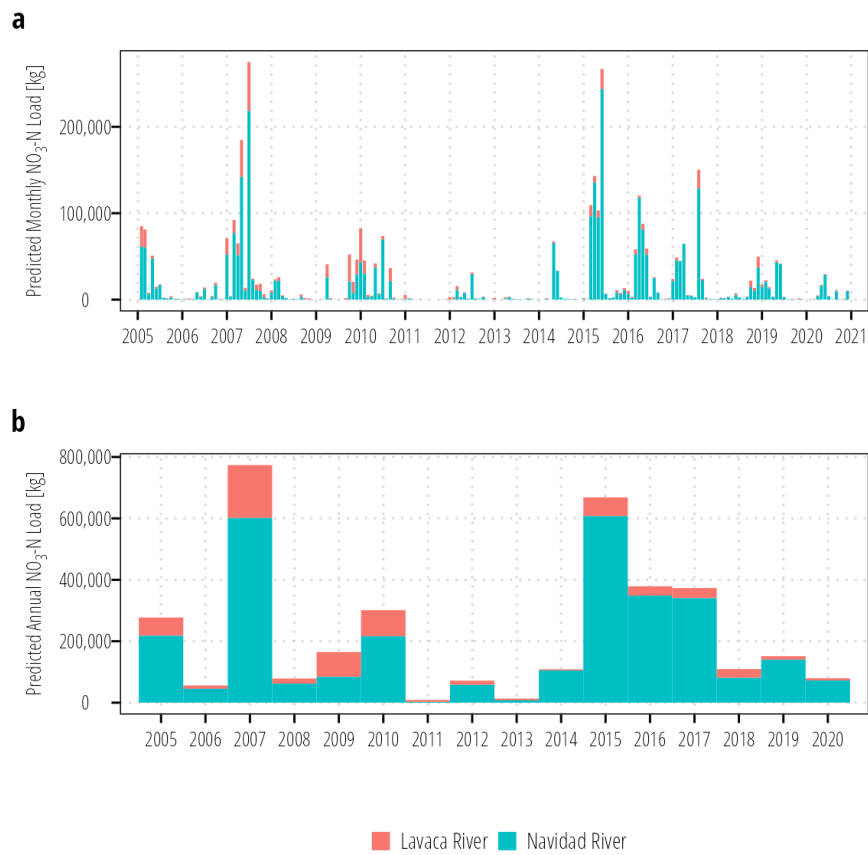 a
Predicted Monthly NO₃-N Load [kg]
200,000
100,000
0
2005 2006 2007 2008 2009 2010 2011 2012 2013 2014 2015 2016 2017 2018 2019 2020 2021
b
Predicted Annual NO₃-N Load [kg]
800,000
600,000
400,000
200,000
0
2005 2006 2007 2008 2009 2010 2011 2012 2013 2014 2015 2016 2017 2018 2019 2020
Lavaca River Navidad River